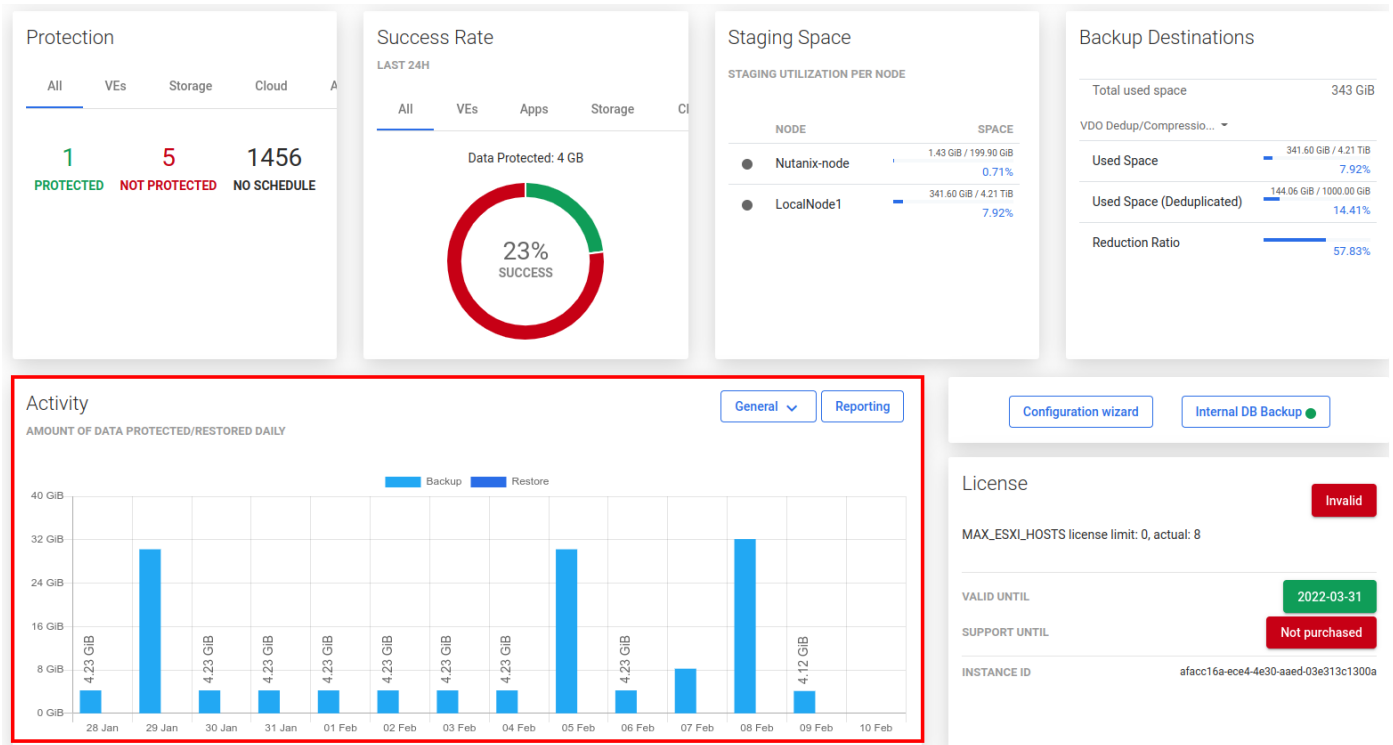 Protection
All VEs Storage Cloud
1 5 1456
PROTECTED NOT PROTECTED NO SCHEDULE
Success Rate
LAST 24H
All VEs Apps Storage
Data Protected: 4 GB
23%
SUCCESS
Staging Space
STAGING UTILIZATION PER NODE
NODE SPACE
Nutanix-node 1.43 GiB / 199.90 GiB
0.71%
LocalNode1 341.60 GiB / 4.21 TiB
7.92%
Backup Destinations
Total used space 343 GiB
VDO Dedup/Compressio...
Used Space 341.60 GiB / 4.21 TiB
7.92%
Used Space (Deduplicated) 144.06 GiB / 1000.00 GiB
14.41%
Reduction Ratio
57.83%
Activity
General Reporting
AMOUNT OF DATA PROTECTED/RESTORED DAILY
Backup Restore
40 GiB
32 GiB
24 GiB
16 GiB
8 GiB
0 GiB
4.23 GiB 4.23 GiB 4.23 GiB 4.23 GiB 4.23 GiB 4.23 GiB 4.23 GiB 4.23 GiB 4.12 GiB
28 Jan 29 Jan 30 Jan 31 Jan 01 Feb 02 Feb 03 Feb 04 Feb 05 Feb 06 Feb 07 Feb 08 Feb 09 Feb 10 Feb
Configuration wizard Internal DB Backup
License
Invalid
MAX_ESXI_HOSTS license limit: 0, actual: 8
VALID UNTIL 2022-03-31
SUPPORT UNTIL Not purchased
INSTANCE ID afacc16a-ece4-4e30-aaed-03e313c1300a